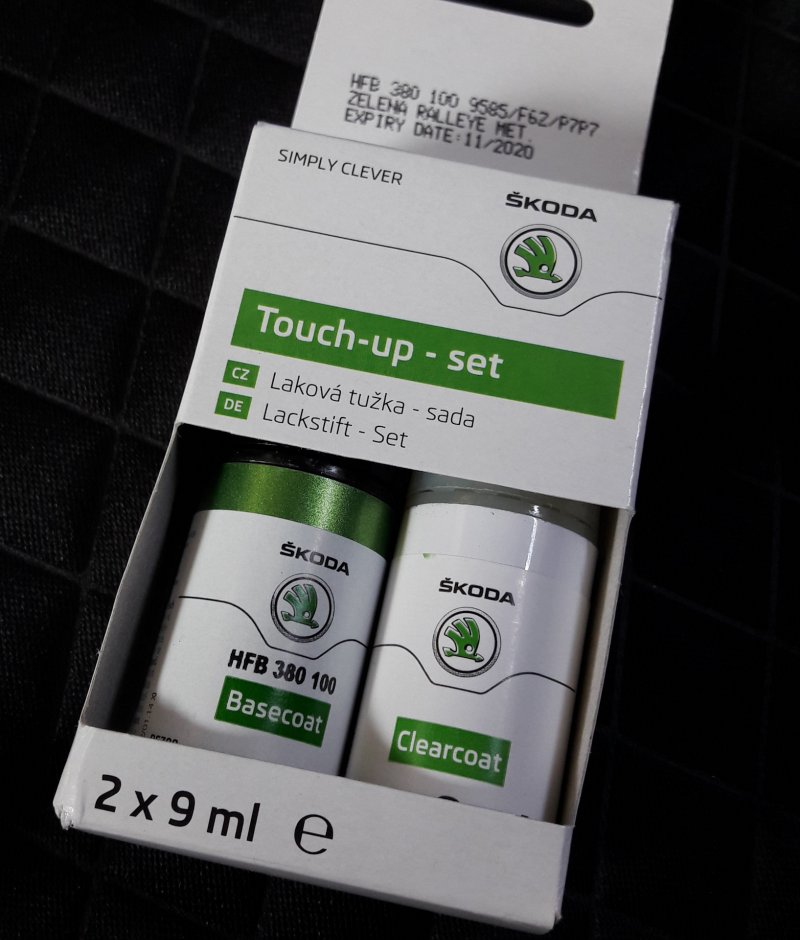 HFB 380 100 9585/F6Z/P7P7
ZELENÁ RALLEYE MET.
EXPIRY DATE:11/2020
SIMPLY CLEVER
ŠKODA
Touch-up - set
CZ Laková tužka - sada
DE Lackstift - Set
ŠKODA
HFB 380 100
Basecoat
ŠKODA
Clearcoat
2 x 9 ml e